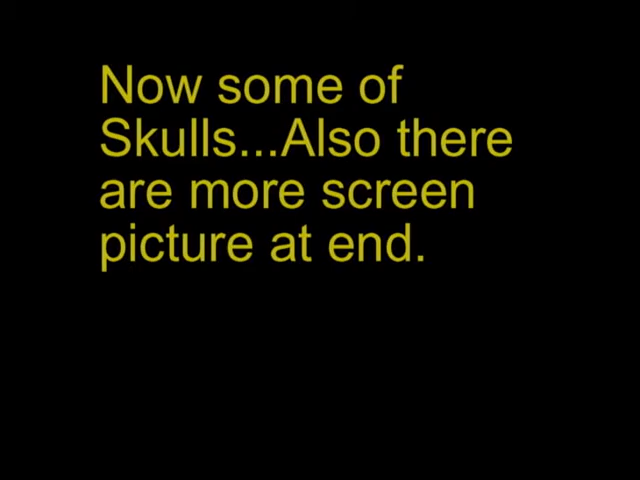 Now some of
Skulls...Also there
are more screen
picture at end.